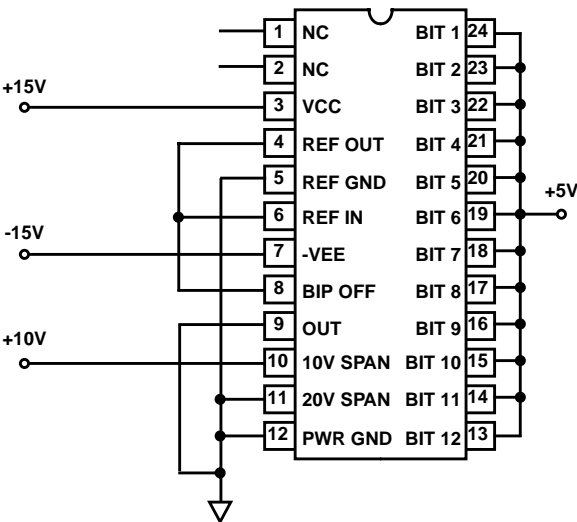 1 NC BIT 1 24
2 NC BIT 2 23
+15V
3 VCC BIT 3 22
4 REF OUT BIT 4 21
5 REF GND BIT 5 20
+5V
6 REF IN BIT 6 19
-15V
7 -VEE BIT 7 18
8 BIP OFF BIT 8 17
9 OUT BIT 9 16
+10V
10 10V SPAN BIT 10 15
11 20V SPAN BIT 11 14
12 PWR GND BIT 12 13